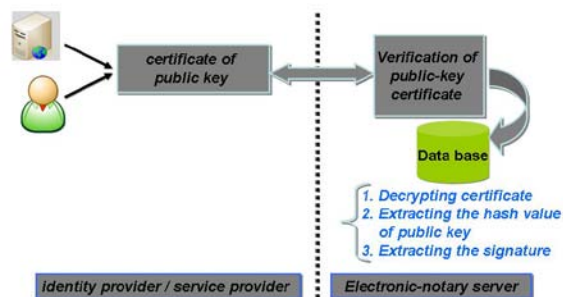 certificate of
public key
Verification of
public-key
certificate
Data base
1. Decrypting certificate
2. Extracting the hash value
of public key
3. Extracting the signature
identity provider / service provider
Electronic-notary server